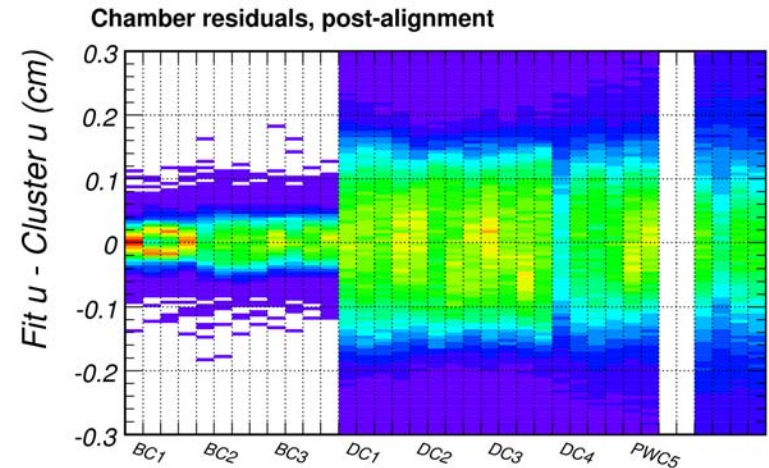 Chamber residuals, post-alignment
Fit u - Cluster u (cm)
0.3
0.2
0.1
0
-0.1
-0.2
-0.3
BC1 BC2 BC3 DC1 DC2 DC3 DC4 PWC5